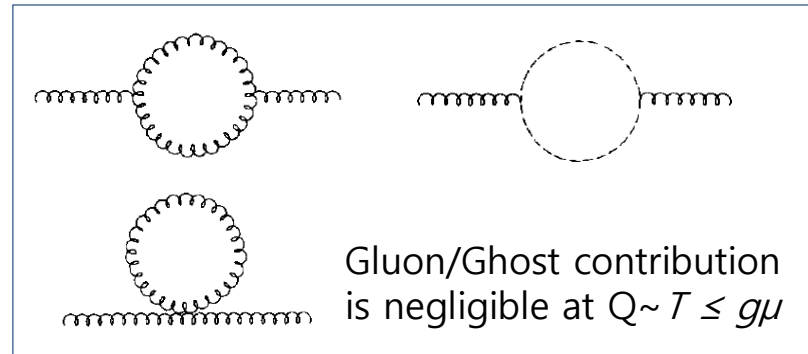 Gluon/Ghost contribution
is negligible at Q~ T ≤ gμ